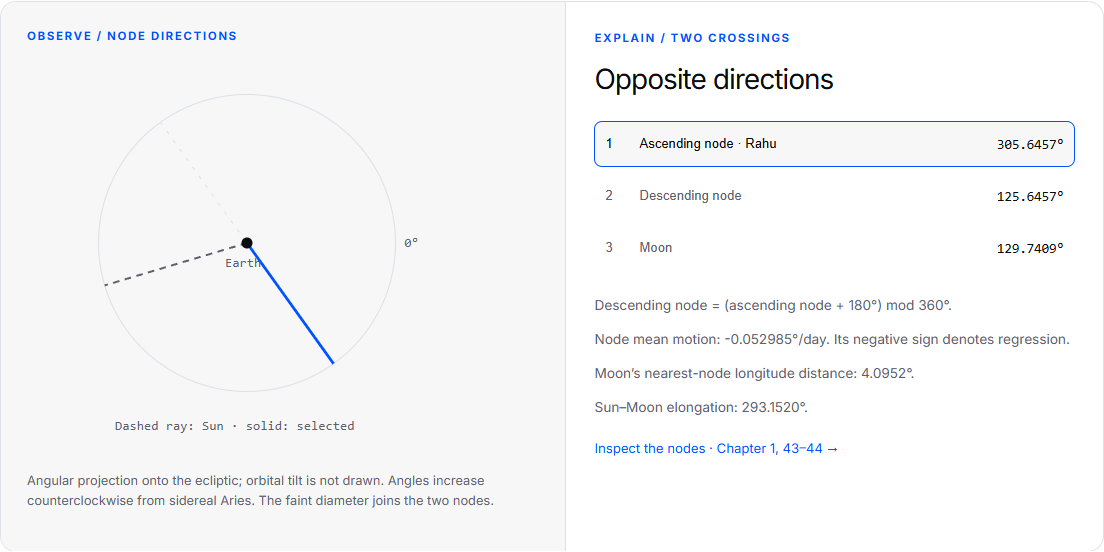 OBSERVE / NODE DIRECTIONS
0°
Earth
Dashed ray: Sun · solid: selected
Angular projection onto the ecliptic; orbital tilt is not drawn. Angles increase
counterclockwise from sidereal Aries. The faint diameter joins the two nodes.
EXPLAIN / TWO CROSSINGS
Opposite directions
1 Ascending node · Rahu 305.6457°
2 Descending node 125.6457°
3 Moon 129.7409°
Descending node = (ascending node + 180°) mod 360°.
Node mean motion: -0.052985°/day. Its negative sign denotes regression.
Moon’s nearest-node longitude distance: 4.0952°.
Sun–Moon elongation: 293.1520°.
Inspect the nodes · Chapter 1, 43–44 →